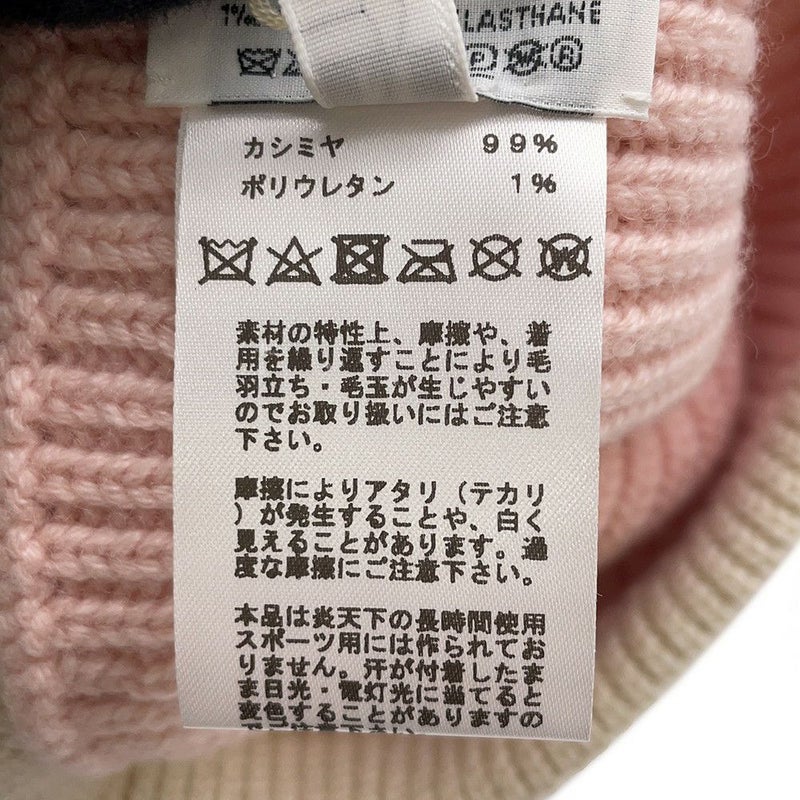 1%
LASTHANE
P W R
カシミヤ 99%
ポリウレタン 1%
W
素材の特性上、摩擦や、着
用を繰り返すことにより毛
羽立ち・毛玉が生じやすい
のでお取り扱いにはご注意
下さい。
摩擦によりアタリ（テカリ
）が発生することや、白く
見えることがあります。過
度な摩擦にご注意下さい。
本品は炎天下の長時間使用
スポーツ用には作られてお
りません。汗が付着したま
ま日光・電灯光に当てるとの
変色することがあります